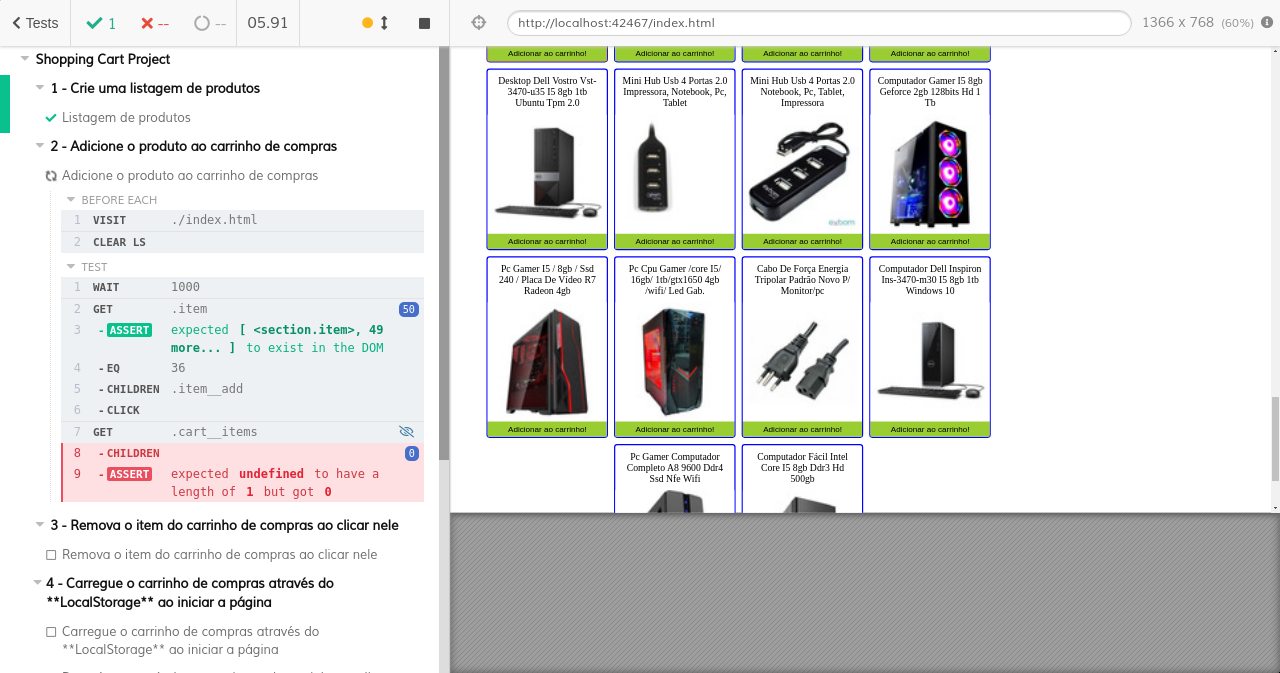 Tests
1
--
--
05.91
http://localhost:42467/index.html
1366 x 768 (60%)
Shopping Cart Project
1 - Crie uma listagem de produtos
Listagem de produtos
2 - Adicione o produto ao carrinho de compras
Adicione o produto ao carrinho de compras
BEFORE EACH
1 VISIT ./index.html
2 CLEAR LS
TEST
1 WAIT 1000
2 GET .item 50
3 -ASSERT expected [ <section.item>, 49
more... ] to exist in the DOM
4 -EQ 36
5 -CHILDREN .item__add
6 -CLICK
7 GET .cart__items
8 -CHILDREN 0
9 -ASSERT expected undefined to have a
length of 1 but got 0
3 - Remova o item do carrinho de compras ao clicar nele
Remova o item do carrinho de compras ao clicar nele
4 - Carregue o carrinho de compras através do
**LocalStorage** ao iniciar a página
Carregue o carrinho de compras através do
**LocalStorage** ao iniciar a página
Adicionar ao carrinho!
Adicionar ao carrinho!
Adicionar ao carrinho!
Adicionar ao carrinho!
Desktop Dell Vostro Vst-
3470-u35 I5 8gb 1tb
Ubuntu Tpm 2.0
Adicionar ao carrinho!
Mini Hub Usb 4 Portas 2.0
Impressora, Notebook, Pc,
Tablet
Adicionar ao carrinho!
Mini Hub Usb 4 Portas 2.0
Notebook, Pc, Tablet,
Impressora
exbom
Adicionar ao carrinho!
Computador Gamer I5 8gb
Geforce 2gb 128bits Hd 1
Tb
Adicionar ao carrinho!
Pc Gamer I5 / 8gb / Ssd
240 / Placa De Vídeo R7
Radeon 4gb
Adicionar ao carrinho!
Pc Cpu Gamer /core I5/
16gb/ 1tb/gtx1650 4gb
/wifi/ Led Gab.
Adicionar ao carrinho!
Cabo De Força Energia
Tripolar Padrão Novo P/
Monitor/pc
Adicionar ao carrinho!
Computador Dell Inspiron
Ins-3470-m30 I5 8gb 1tb
Windows 10
Adicionar ao carrinho!
Pc Gamer Computador
Completo A8 9600 Ddr4
Ssd Nfe Wifi
Computador Fácil Intel
Core I5 8gb Ddr3 Hd
500gb